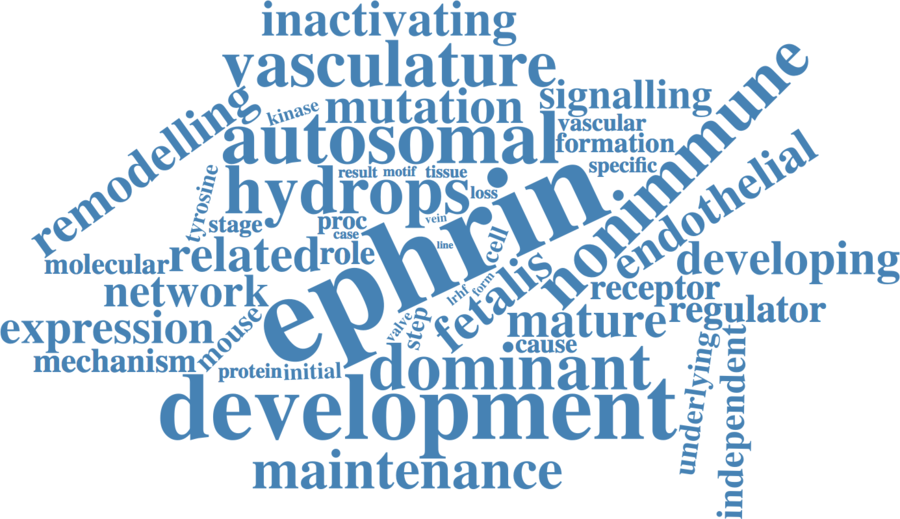 inactivating
vasculature
kinase
mutation
signalling
remodelling
autosomal
vascular
formation
nonimmune
result
motif
tissue
specific
tyrosine
hydrops
loss
endothelial
stage
proc
case
vein
ephrin
line
cell
molecular
related
role
developing
network
lrhf
form
fetalis
receptor
expression
mouse
valve
step
mature
regulator
mechanism
cause
protein
initial
dominant
underlying
independent
development
maintenance